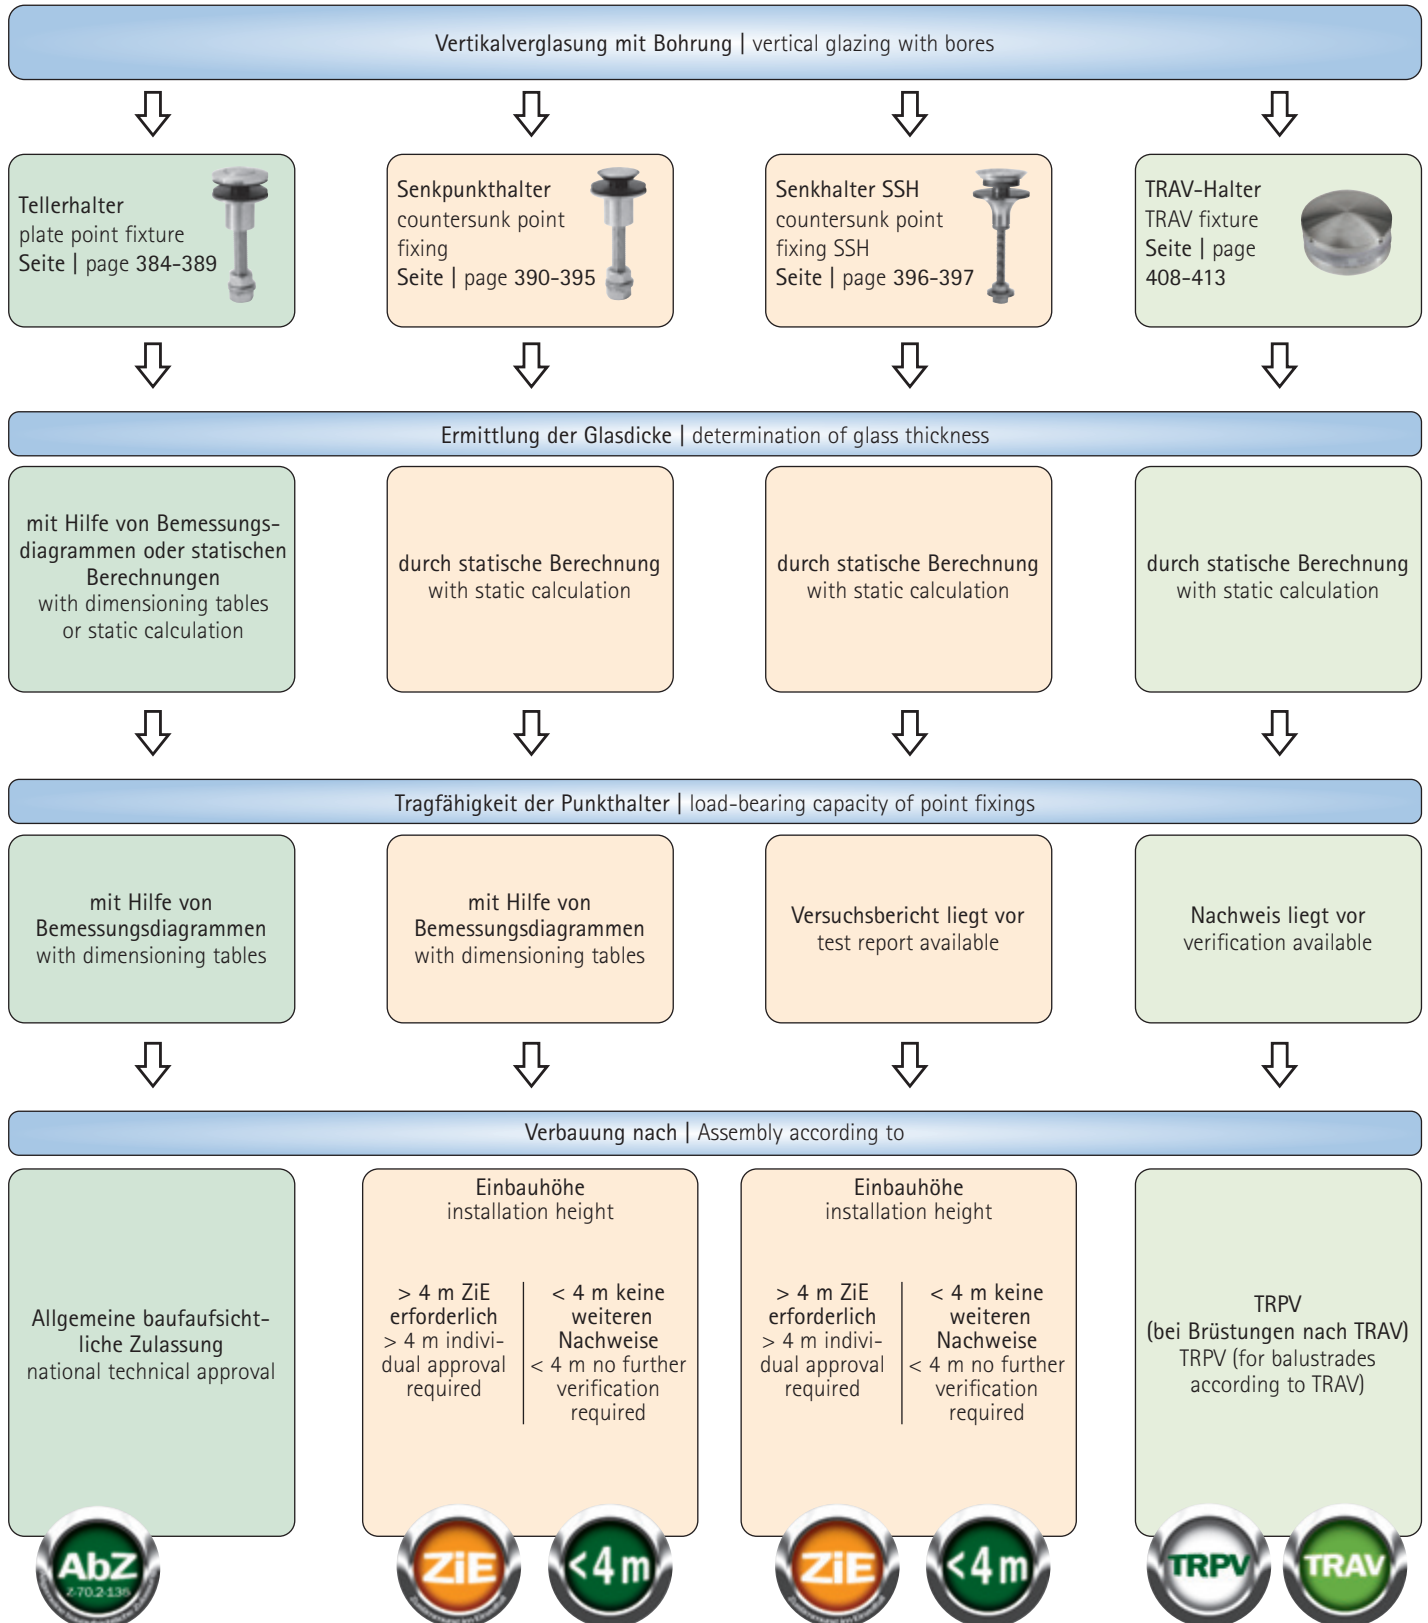 Vertikalverglasung mit Bohrung | vertical glazing with bores
Tellerhalter
plate point fixture
Seite | page 384-389
Senkpunkthalter
countersunk point
fixing
Seite | page 390-395
Senkhalter SSH
countersunk point
fixing SSH
Seite | page 396-397
TRAV-Halter
TRAV fixture
Seite | page
408-413
Ermittlung der Glasdicke | determination of glass thickness
mit Hilfe von Bemessungs-
diagrammen oder statischen
Berechnungen
with dimensioning tables
or static calculation
durch statische Berechnung
with static calculation
durch statische Berechnung
with static calculation
durch statische Berechnung
with static calculation
Tragfähigkeit der Punkthalter | load-bearing capacity of point fixings
mit Hilfe von
Bemessungsdiagrammen
with dimensioning tables
mit Hilfe von
Bemessungsdiagrammen
with dimensioning tables
Versuchsbericht liegt vor
test report available
Nachweis liegt vor
verification available
Verbauung nach | Assembly according to
Allgemeine baufaufsicht-
liche Zulassung
national technical approval
Einbauhöhe
installation height
> 4 m ZiE
erforderlich
> 4 m indivi-
dual approval
required
< 4 m keine
weiteren
Nachweise
< 4 m no further
verification
required
Einbauhöhe
installation height
> 4 m ZiE
erforderlich
> 4 m indivi-
dual approval
required
< 4 m keine
weiteren
Nachweise
< 4 m no further
verification
required
TRPV
(bei Brüstungen nach TRAV)
TRPV (for balustrades
according to TRAV)
AbZ
Z-70.2-136
ZiE
<4m
ZiE
<4m
TRPV
TRAV